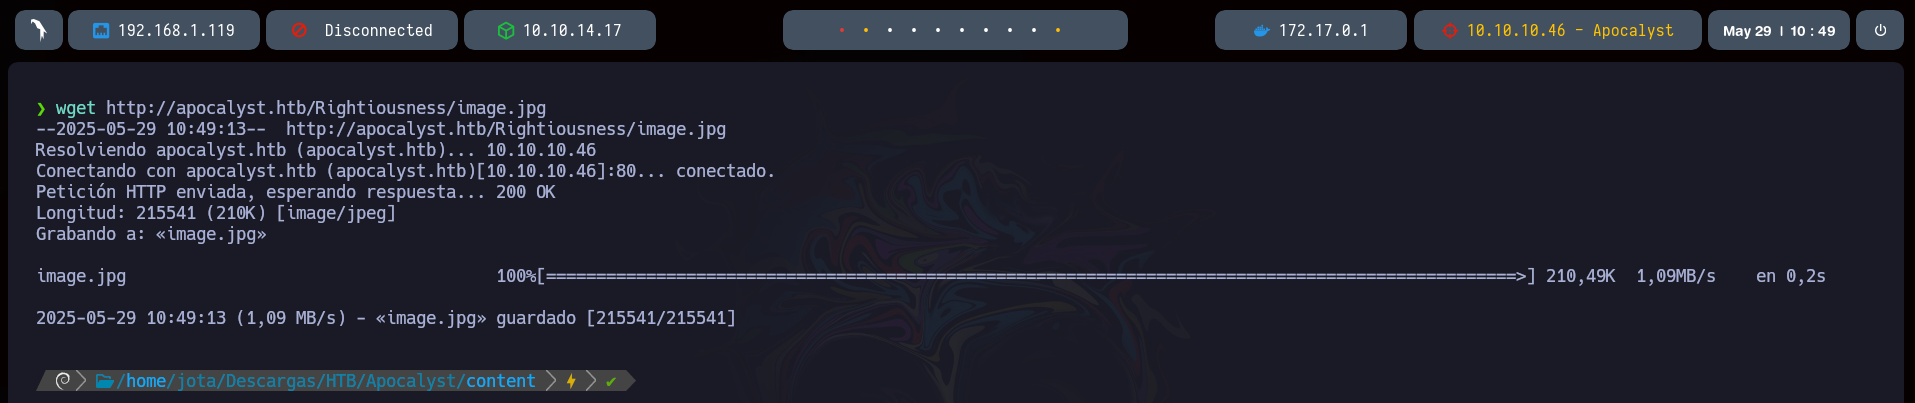 192.168.1.119 Disconnected 10.10.14.17 172.17.0.1 10.10.10.46 - Apocalyst May 29 | 10 : 49
❯ wget http://apocalyst.htb/Rightiousness/image.jpg
--2025-05-29 10:49:13--  http://apocalyst.htb/Rightiousness/image.jpg
Resolviendo apocalyst.htb (apocalyst.htb)... 10.10.10.46
Conectando con apocalyst.htb (apocalyst.htb)[10.10.10.46]:80... conectado.
Petición HTTP enviada, esperando respuesta... 200 OK
Longitud: 215541 (210K) [image/jpeg]
Grabando a: «image.jpg»
image.jpg 100%[=================================================================================================>] 210,49K 1,09MB/s en 0,2s
2025-05-29 10:49:13 (1,09 MB/s) - «image.jpg» guardado [215541/215541]
/home/jota/Descargas/HTB/Apocalyst/content ✔